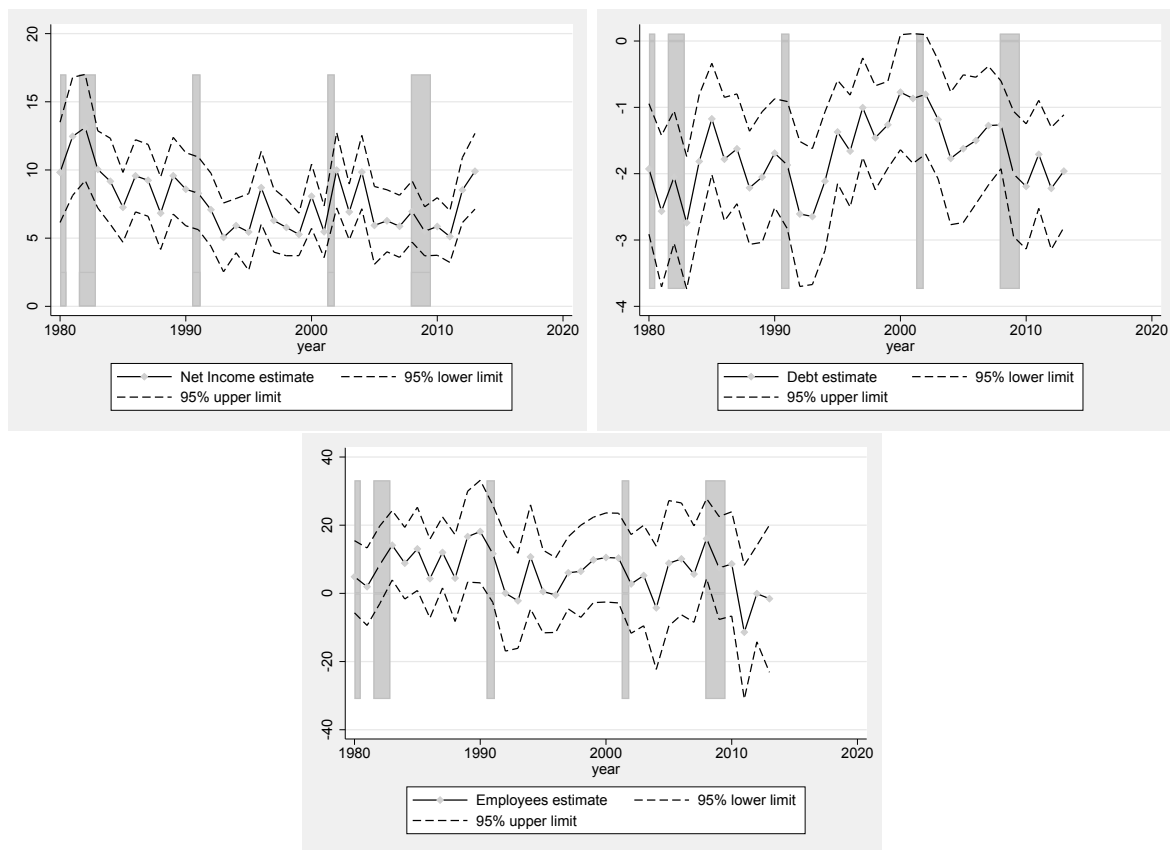 20
15
10
5
0
1980 1990 2000 2010 2020
year
Net Income estimate 95% lower limit
95% upper limit
0
-1
-2
-3
-4
1980 1990 2000 2010 2020
year
Debt estimate 95% lower limit
95% upper limit
40
20
0
-20
-40
1980 1990 2000 2010 2020
year
Employees estimate 95% lower limit
95% upper limit